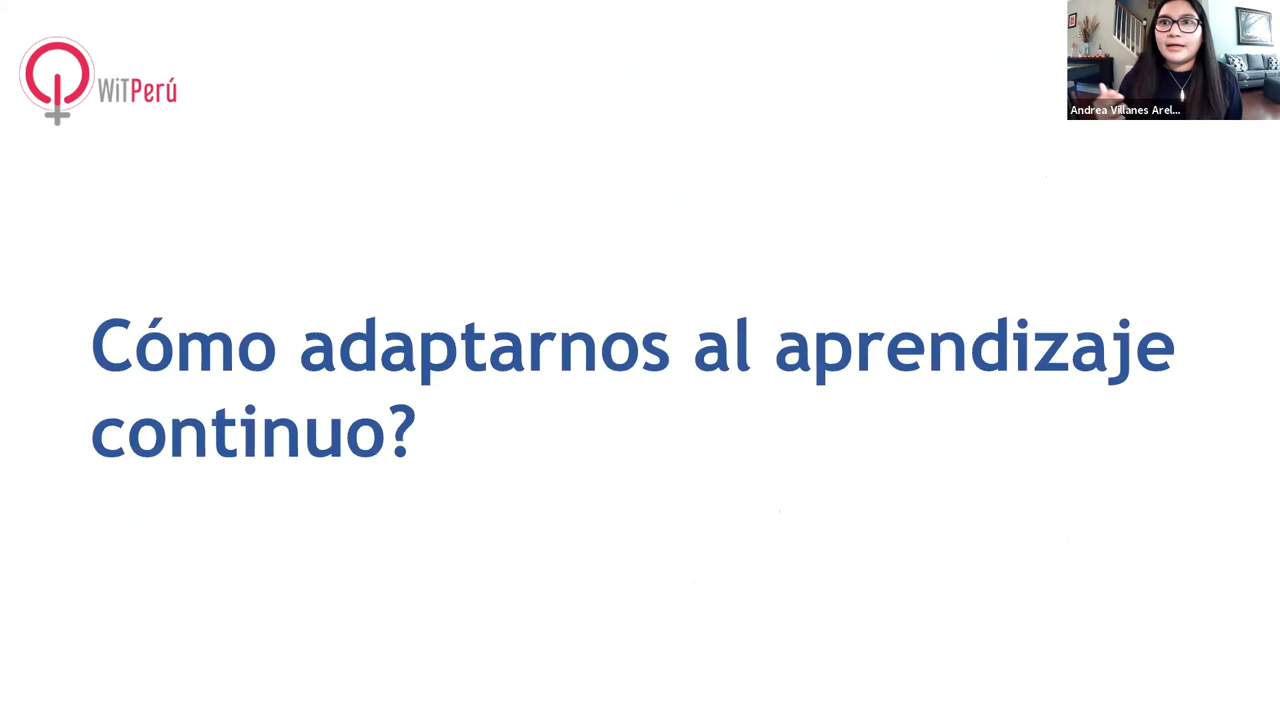 WiTPerú
Andrea Villanes Arel...
Cómo adaptarnos al aprendizaje
continuo?